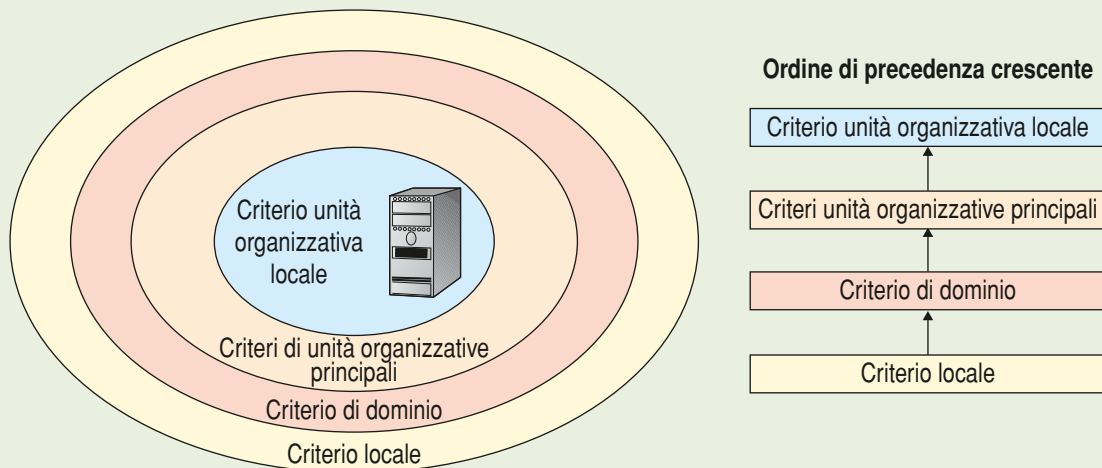 Criterio unità
organizzativa
locale
Criteri di unità organizzative
principali
Criterio di dominio
Criterio locale
Ordine di precedenza crescente
Criterio unità organizzativa locale
Criteri unità organizzative principali
Criterio di dominio
Criterio locale